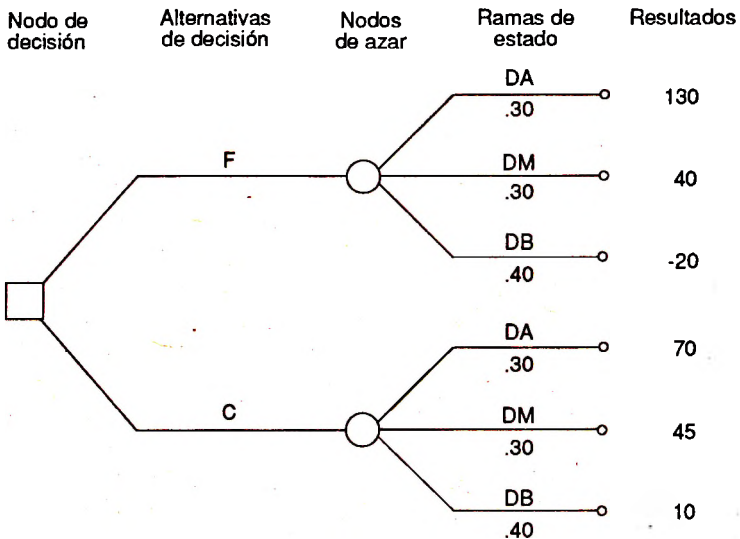 Nodo de
decisión
Alternativas
de decisión
Nodos
de azar
Ramas de
estado
Resultados
DA
.30
130
F
DM
.30
40
DB
.40
-20
DA
.30
70
C
DM
.30
45
DB
.40
10